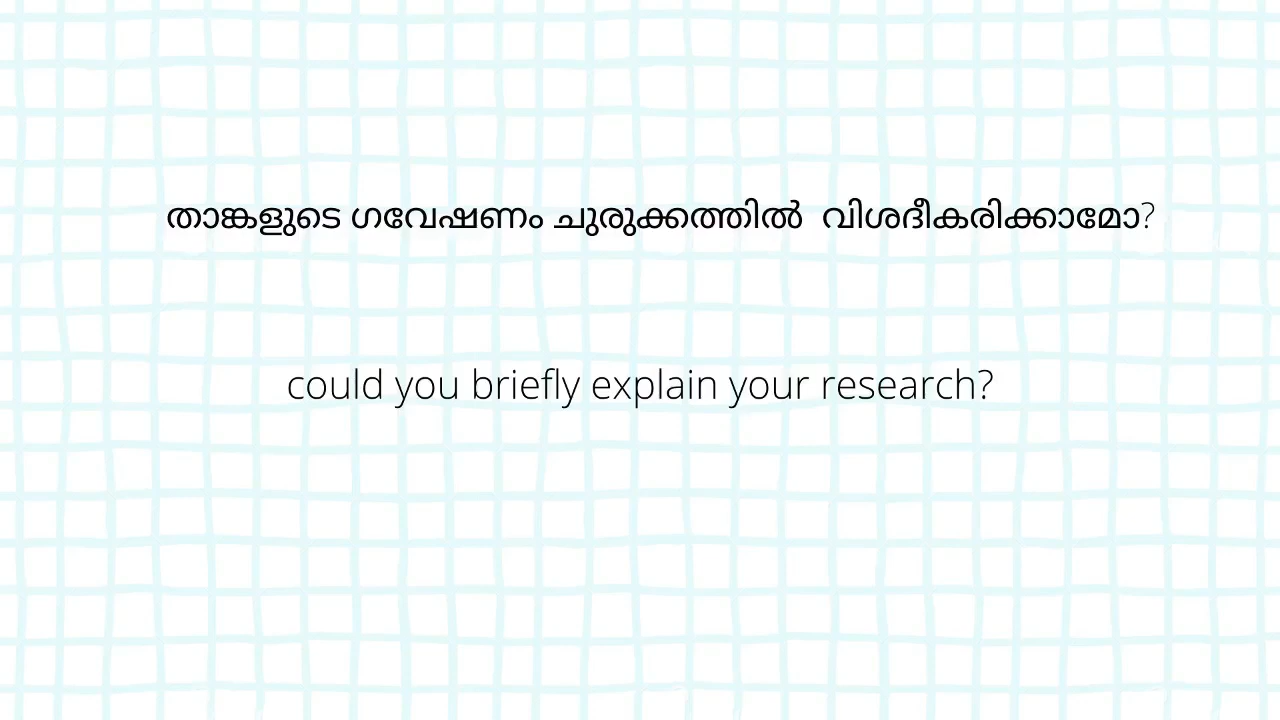 താങ്കളുടെ ഗവേഷണം ചുരുക്കത്തിൽ വിശദീകരിക്കാമോ?
could you briefly explain your research?